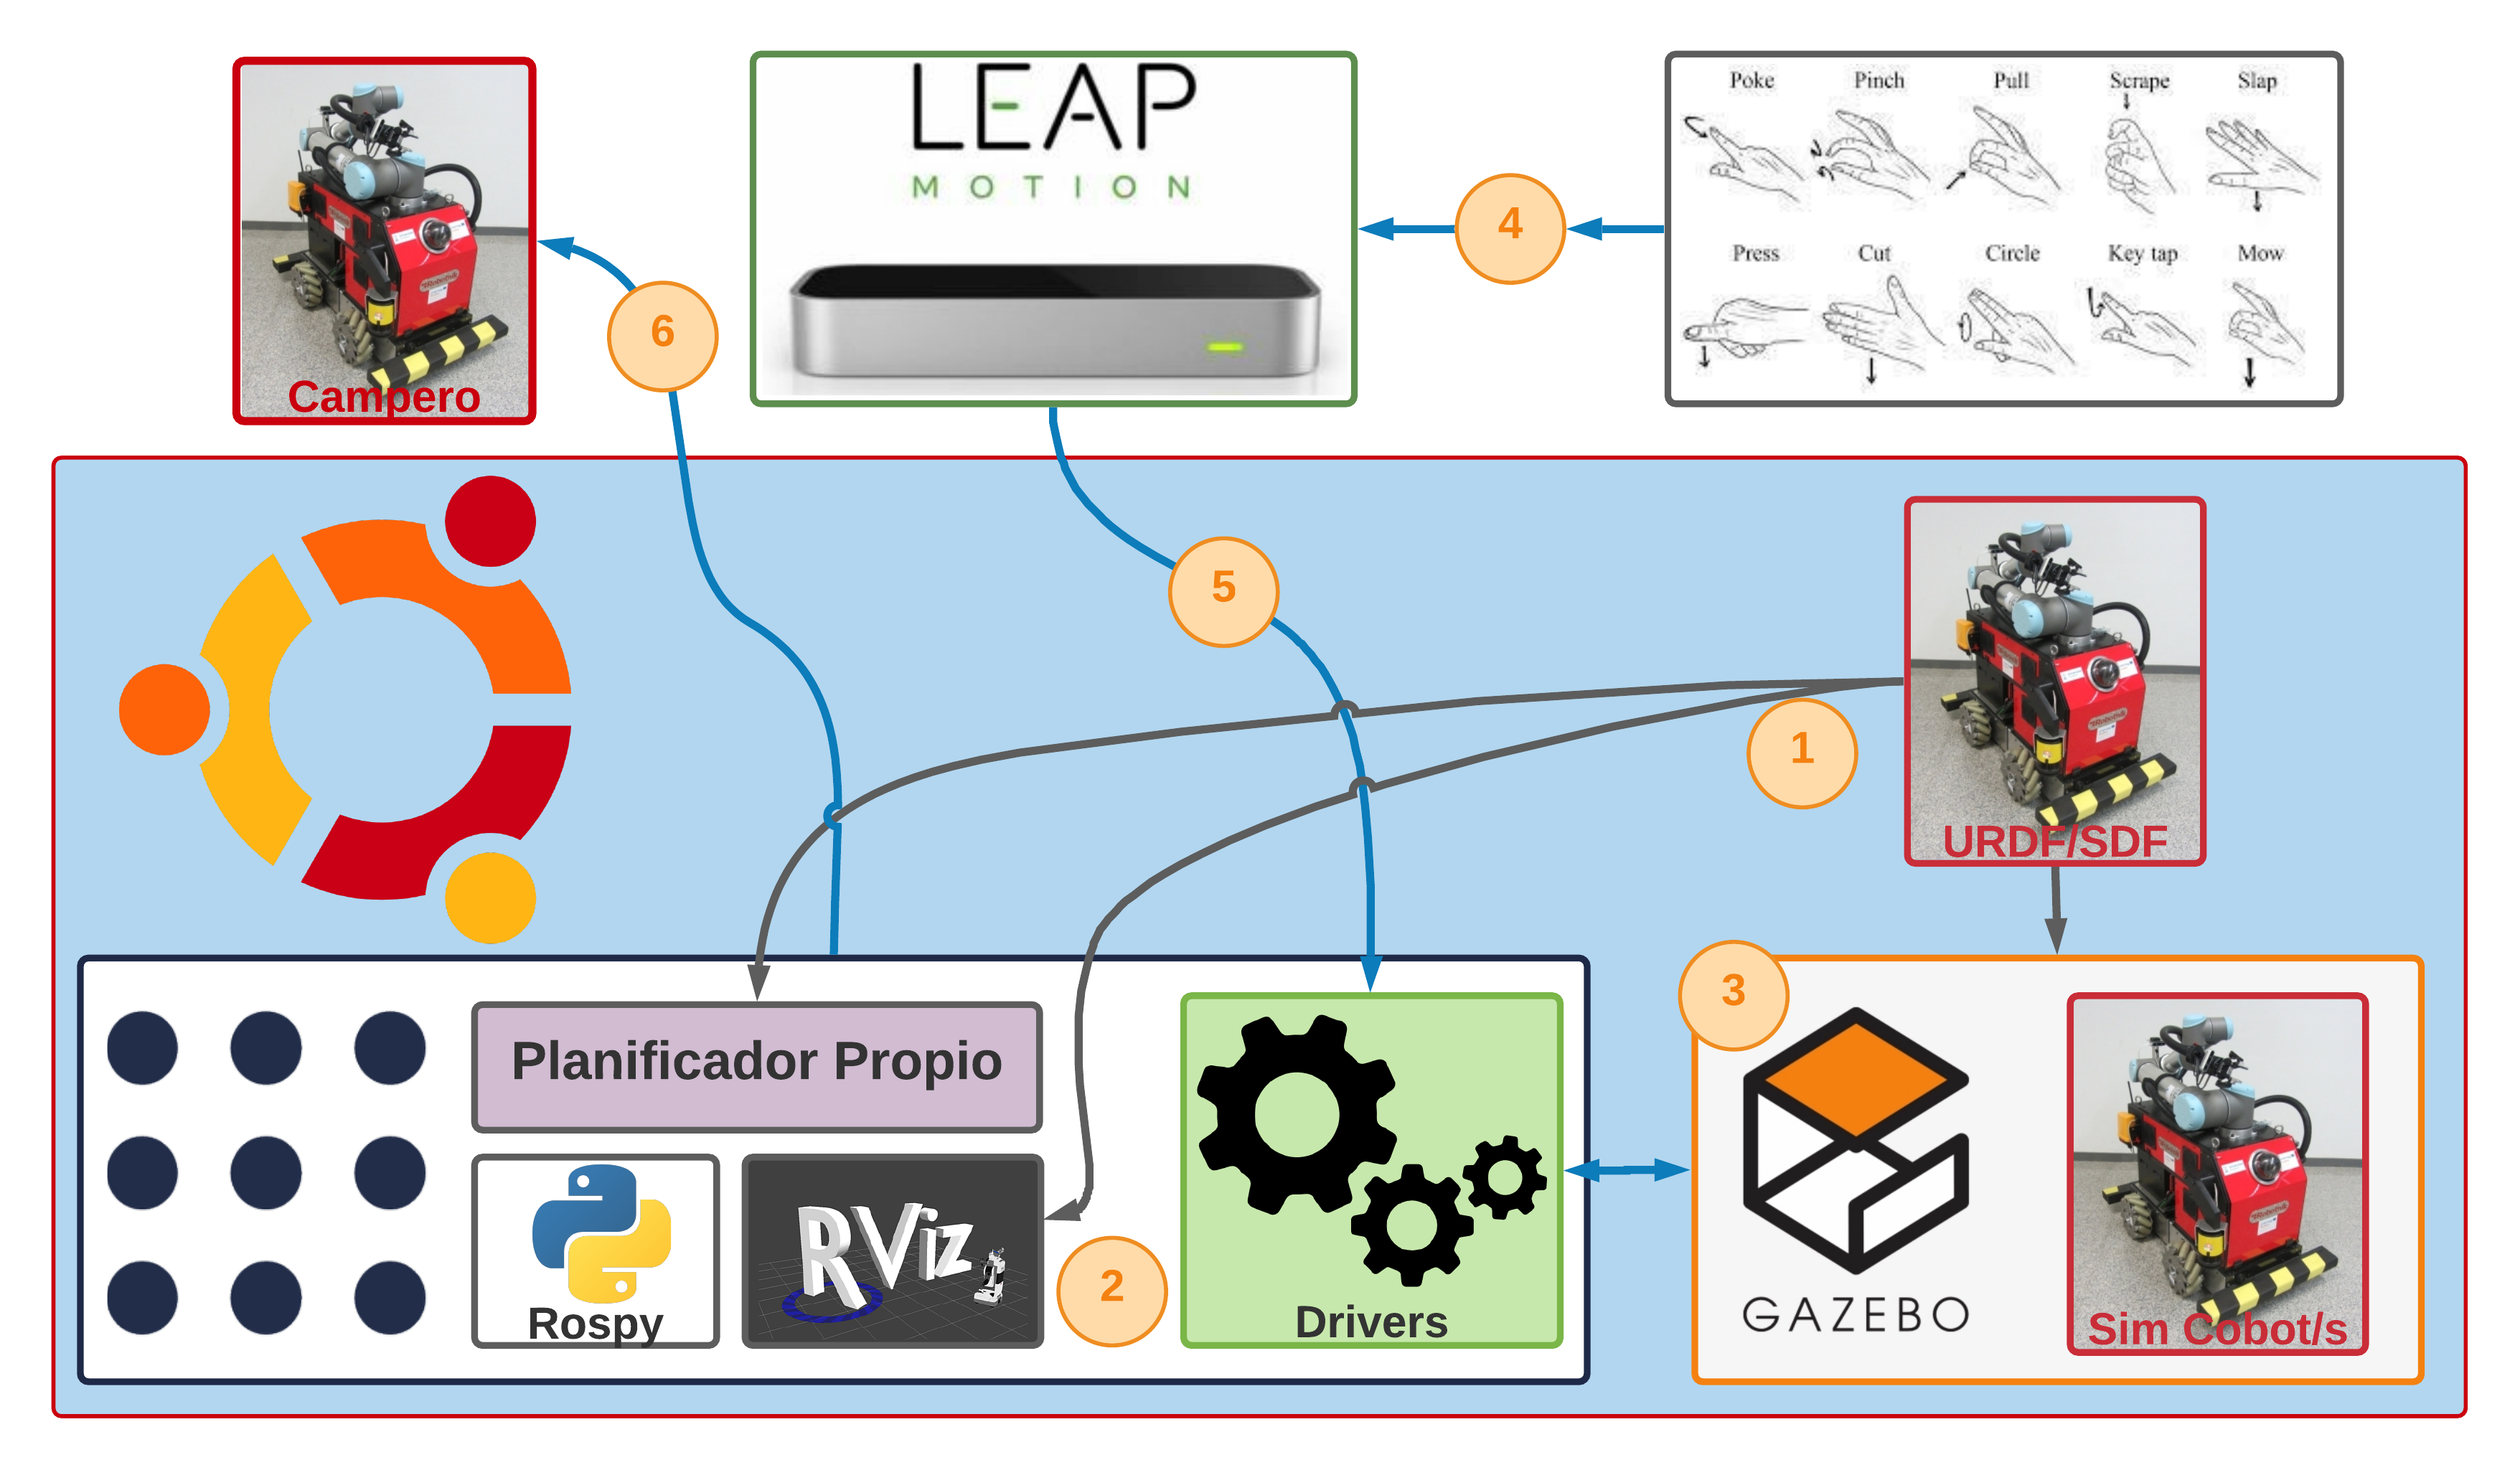 Campero
6
LEAP
MOTION
4
Poke Pinch Pull Scrape Slap
Press Cut Circle Key tap Mow
5
1
URDF/SDF
3
Planificador Propio
Rospy
RViz
2
Drivers
GAZEBO
Sim Cobot/s